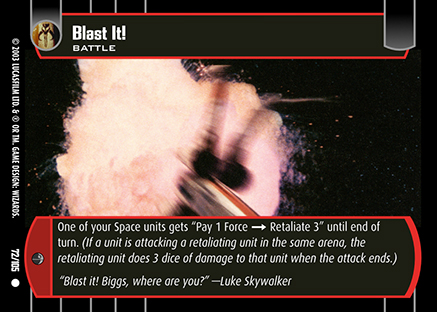 Blast It!
BATTLE
© 2003 LUCASFILM LTD. & ® OR TM. GAME DESIGN: WIZARDS.
72/105
One of your Space units gets “Pay 1 Force → Retaliate 3” until end of
turn. (If a unit is attacking a retaliating unit in the same arena, the
retaliating unit does 3 dice of damage to that unit when the attack ends.)
“Blast it! Biggs, where are you?” —Luke Skywalker